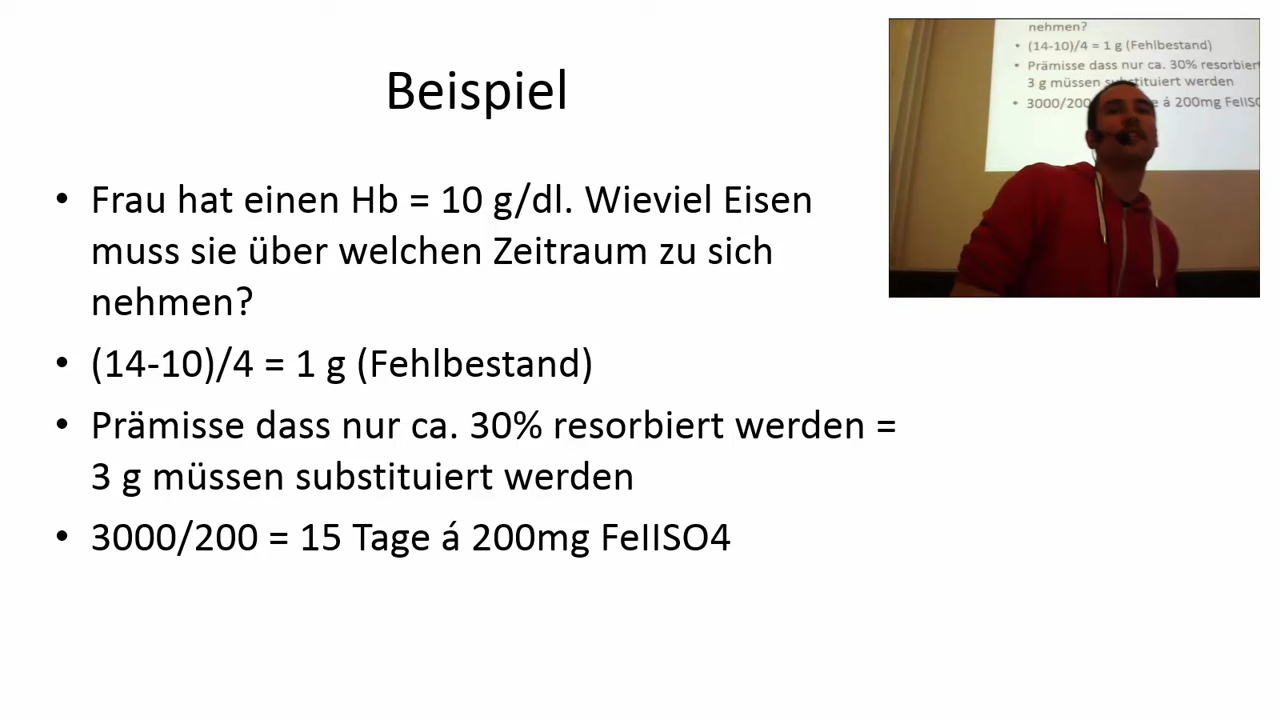 Beispiel
• Frau hat einen Hb = 10 g/dl. Wieviel Eisen
muss sie über welchen Zeitraum zu sich
nehmen?
• (14-10)/4 = 1 g (Fehlbestand)
• Prämisse dass nur ca. 30% resorbiert werden =
3 g müssen substituiert werden
• 3000/200 = 15 Tage á 200mg FeIISO4
nehmen?
• (14-10)/4 = 1 g (Fehlbestand)
• Prämisse dass nur ca. 30% resorbiert
3 g müssen substituiert werden
• 3000/200 á 200mg FeIISO